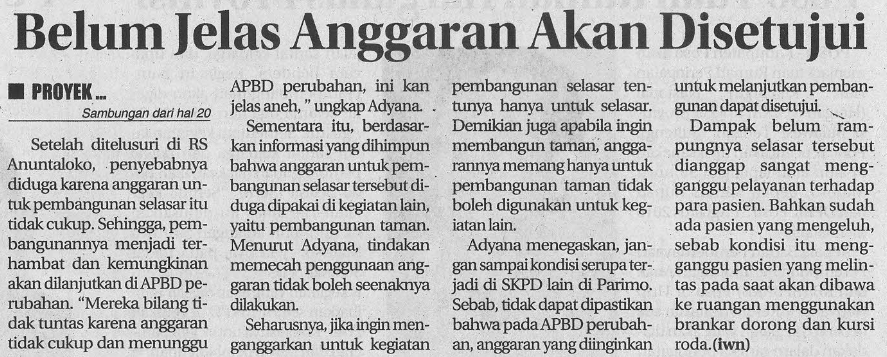 Belum Jelas Anggaran Akan Disetujui
■ PROYEK ...
Sambungan dari hal 20
Setelah ditelusuri di RS
Anuntaloko, penyebabnya
diduga karena anggaran un-
tuk pembangunan selasar itu
tidak cukup. Sehingga, pem-
bangunannya menjadi ter-
hambat dan kemungkinan
akan dilanjutkan di APBD pe-
rubahan. “Mereka bilang ti-
dak tuntas karena anggaran
tidak cukup dan menunggu
APBD perubahan, ini kan
jelas aneh, ” ungkap Adyana.
Sementara itu, berdasar-
kan informasi yang dihimpun
bahwa anggaran untuk pem-
bangunan selasar tersebut di-
duga dipakai di kegiatan lain,
yaitu pembangunan taman.
Menurut Adyana, tindakan
memecah penggunaan ang-
garan tidak boleh seenaknya
dilakukan.
Seharusnya, jika ingin men-
ganggarkan untuk kegiatan
pembangunan selasar ten-
tunya hanya untuk selasar.
Demikian juga apabila ingin
membangun taman, angga-
rannya memang hanya untuk
pembangunan taman tidak
boleh digunakan untuk keg-
iatan lain.
Adyana menegaskan, jan-
gan sampai kondisi serupa ter-
jadi di SKPD lain di Parimo.
Sebab, tidak dapat dipastikan
bahwa pada APBD perubah-
an, anggaran yang diinginkan
untuk melanjutkan pemban-
gunan dapat disetujui.
Dampak belum ram-
pungnya selasar tersebut
dianggap sangat meng-
ganggu pelayanan terhadap
para pasien. Bahkan sudah
ada pasien yang mengeluh,
sebab kondisi itu meng-
ganggu pasien yang melin-
tas pada saat akan dibawa
ke ruangan menggunakan
brankar dorong dan kursi
roda.(iwn)